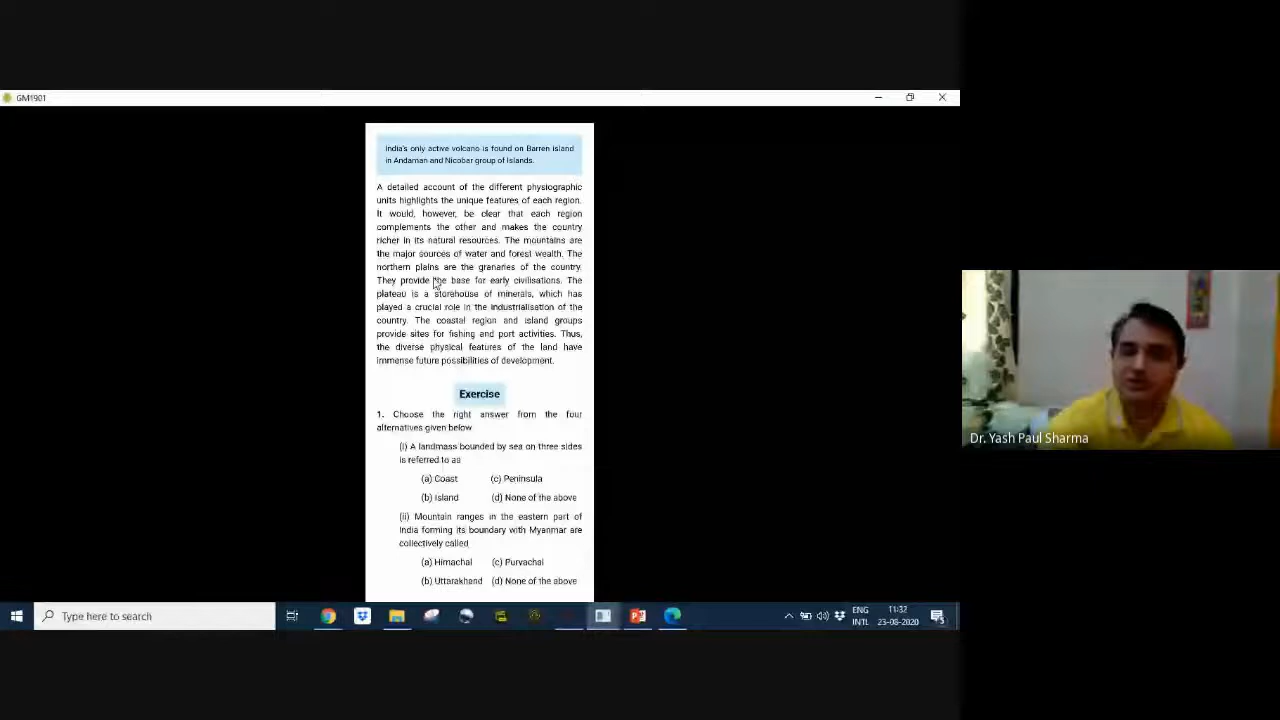 GM1901
India's only active volcano is found on Barren island
in Andaman and Nicobar group of Islands.
A detailed account of the different physiographic
units highlights the unique features of each region.
It would, however, be clear that each region
complements the other and makes the country
richer in its natural resources. The mountains are
the major sources of water and forest wealth. The
northern plains are the granaries of the country.
They provide the base for early civilisations. The
plateau is a storehouse of minerals, which has
played a crucial role in the industrialisation of the
country. The coastal region and island groups
provide sites for fishing and port activities. Thus,
the diverse physical features of the land have
immense future possibilities of development.
Exercise
1. Choose the right answer from the four
alternatives given below
(i) A landmass bounded by sea on three sides
is referred to as
(a) Coast (c) Peninsula
(b) Island (d) None of the above
(ii) Mountain ranges in the eastern part of
India forming its boundary with Myanmar are
collectively called
(a) Himachal (c) Purvachal
(b) Uttarakhand (d) None of the above
Dr. Yash Paul Sharma
Type here to search
ENG 11:32
INTL 23-08-2020